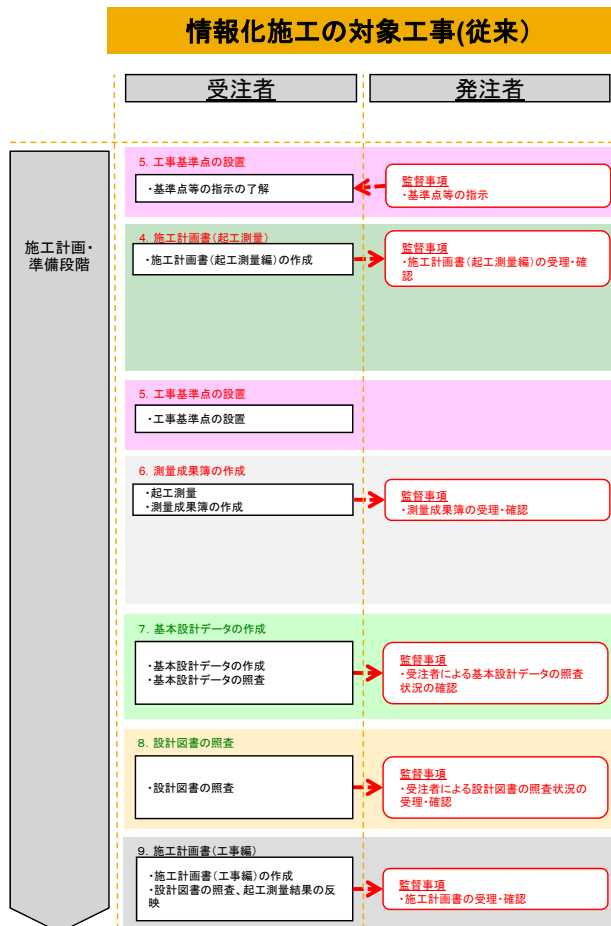 情報化施工の対象工事(従来)
受注者
発注者
施工計画・
準備段階
5. 工事基準点の設置
・基準点等の指示の了解
監督事項
・基準点等の指示
4. 施工計画書(起工測量)
・施工計画書(起工測量編)の作成
監督事項
・施工計画書(起工測量編)の受理・確
認
5. 工事基準点の設置
・工事基準点の設置
6. 測量成果簿の作成
・起工測量
・測量成果簿の作成
監督事項
・測量成果簿の受理・確認
7. 基本設計データの作成
・基本設計データの作成
・基本設計データの照査
監督事項
・受注者による基本設計データの照査
状況の確認
8. 設計図書の照査
・設計図書の照査
監督事項
・受注者による設計図書の照査状況の
受理・確認
9. 施工計画書(工事編)
・施工計画書(工事編)の作成
・設計図書の照査、起工測量結果の反
映
監督事項
・施工計画書の受理・確認